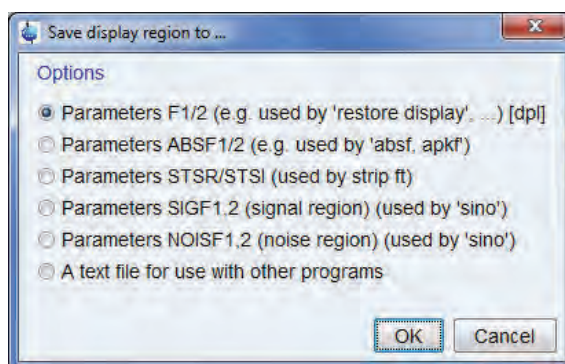 Save display region to ...
Options
Parameters F1/2 (e.g. used by 'restore display', ...) [dpl]
Parameters ABSF1/2 (e.g. used by 'absf, apkf')
Parameters STSR/STSI (used by strip ft)
Parameters SIGF1,2 (signal region) (used by 'sino')
Parameters NOISF1,2 (noise region) (used by 'sino')
A text file for use with other programs
OK Cancel